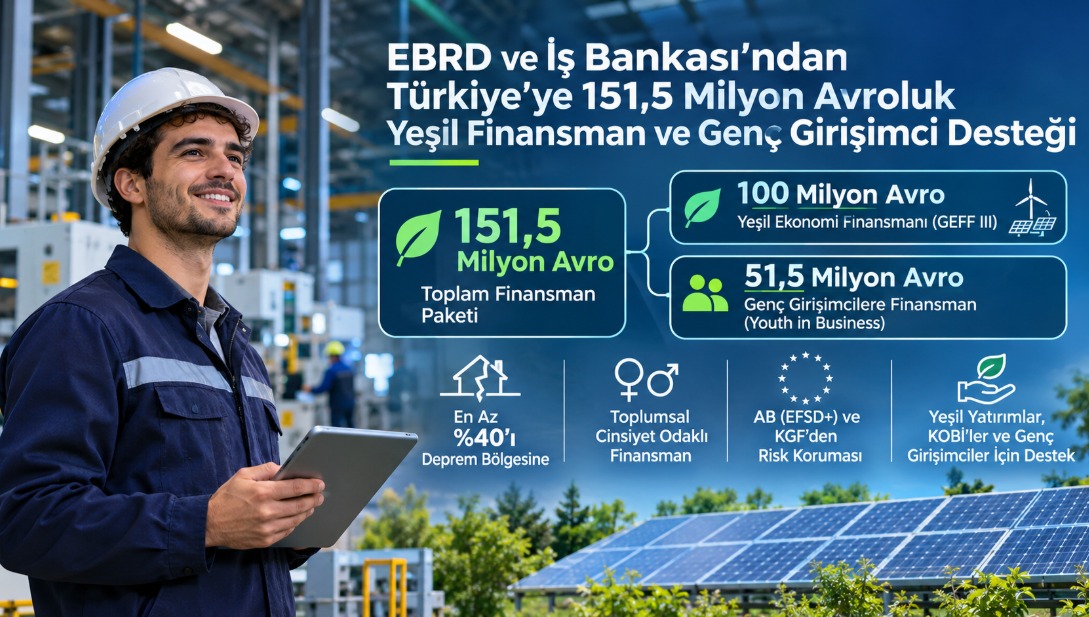 EBRD ve İş Bankası'ndan
Türkiye'ye 151,5 Milyon Avroluk
Yeşil Finansman ve Genç Girişimci Desteği
151,5
Milyon Avro
Toplam Finansman
Paketi
100 Milyon Avro
Yeşil Ekonomi Finansmanı (GEFF III)
51,5 Milyon Avro
Genç Girişimcilere Finansman
(Youth in Business)
En Az
%40'ı
Deprem Bölgesine
Toplumsal
Cinsiyet Odaklı
Finansman
AB (EFSD+) ve
KGF'den
Risk Koruması
Yeşil Yatırımlar,
KOBİ'ler ve Genç
Girişimciler İçin Destek